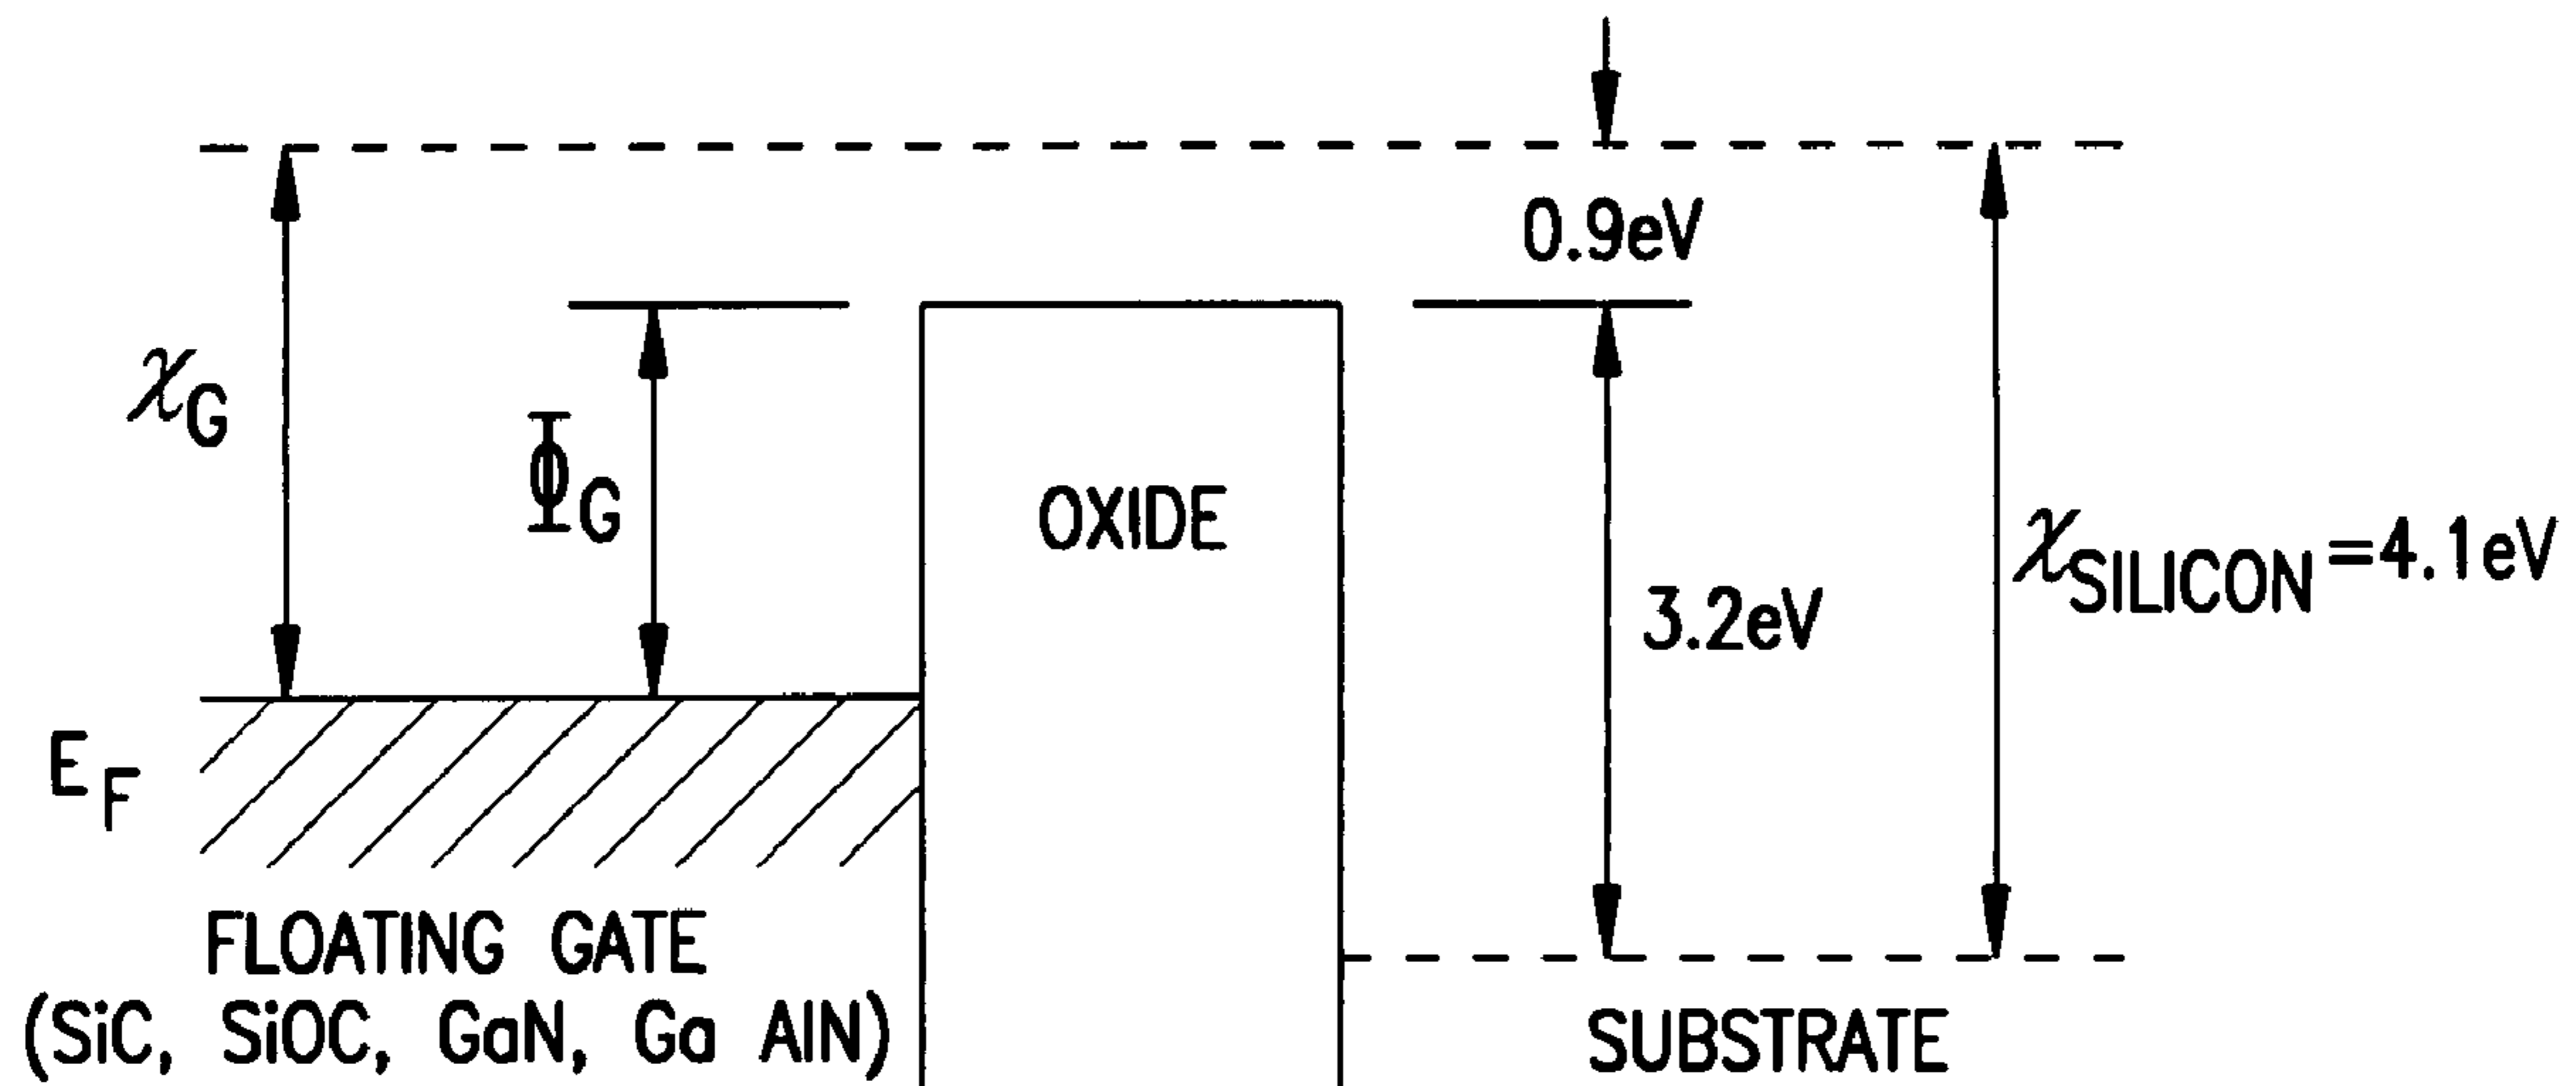 0.9eV
χG
ΦG
OXIDE
χSILICON=4.1eV
3.2eV
EF
FLOATING GATE
(SiC, SiOC, GaN, Ga AlN)
SUBSTRATE